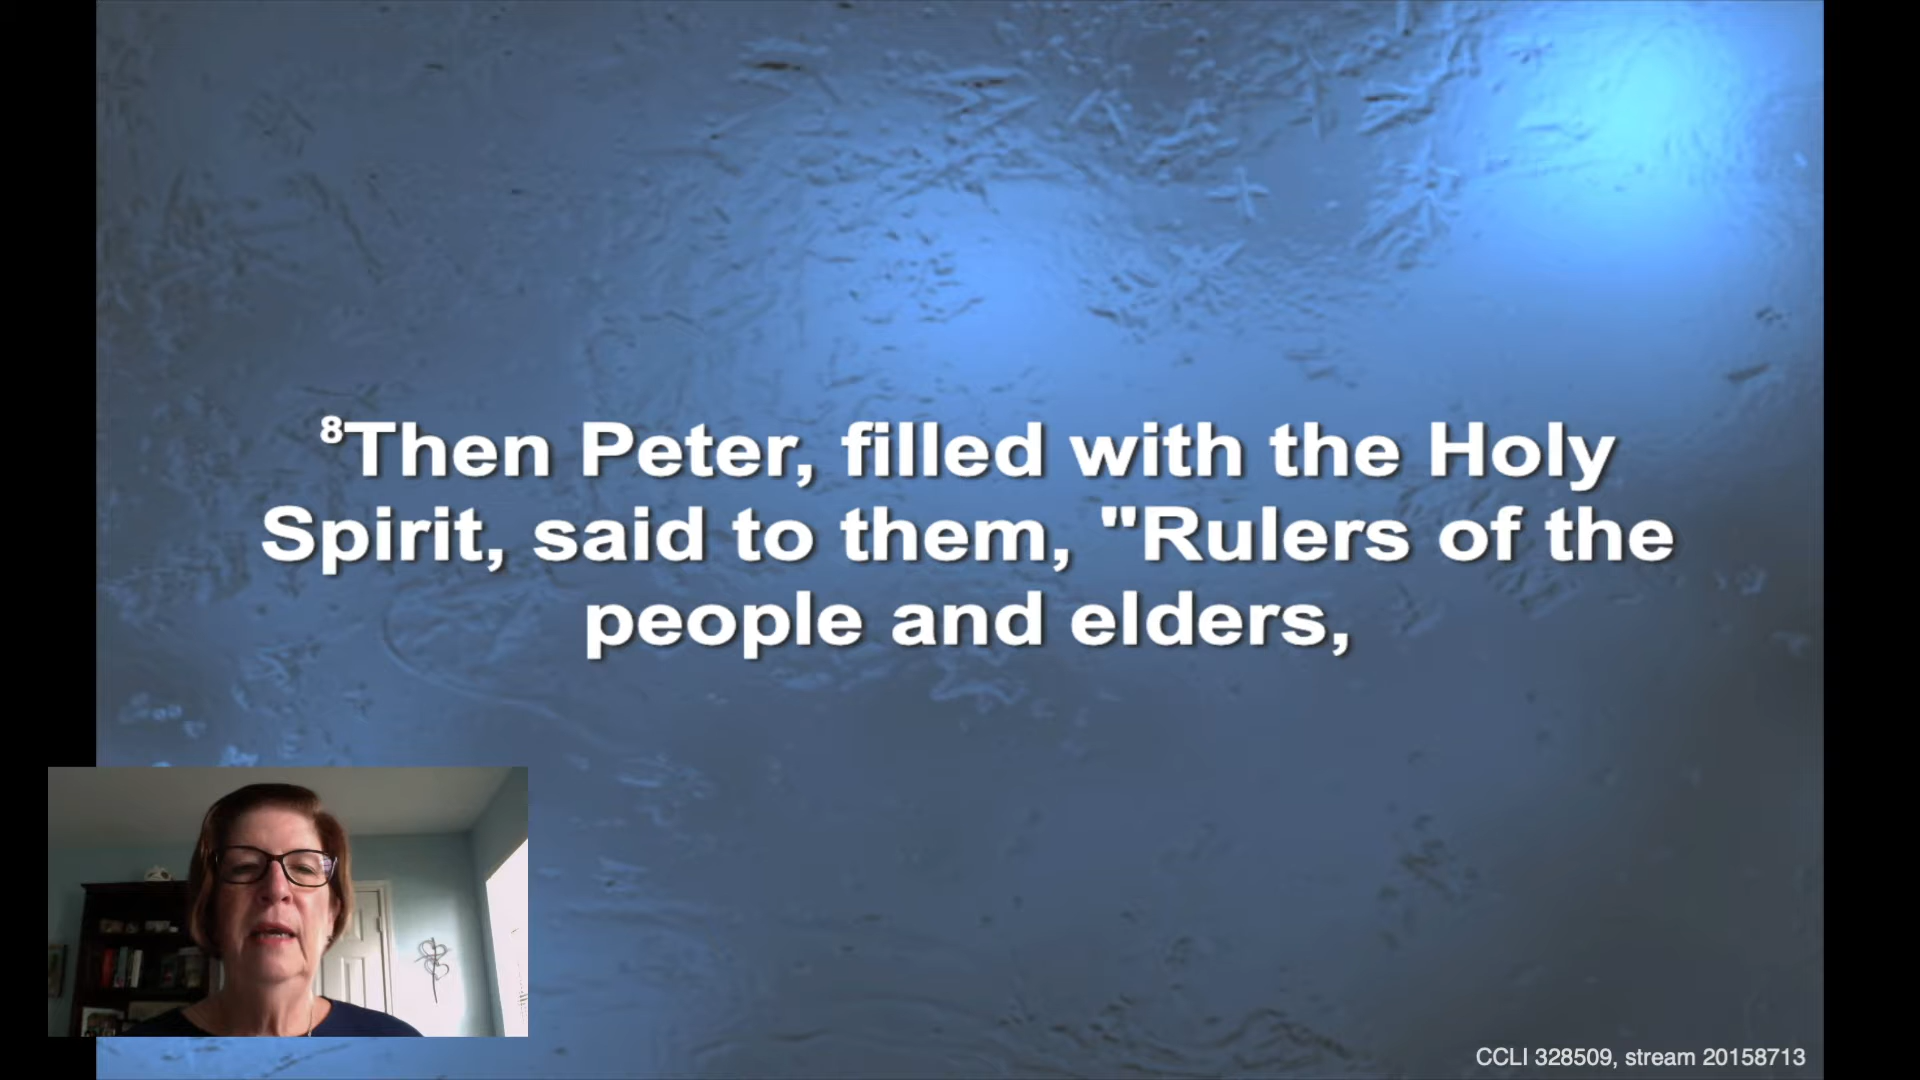 ⁸Then Peter, filled with the Holy
Spirit, said to them, "Rulers of the
people and elders,
CCLI 328509, stream 20158713